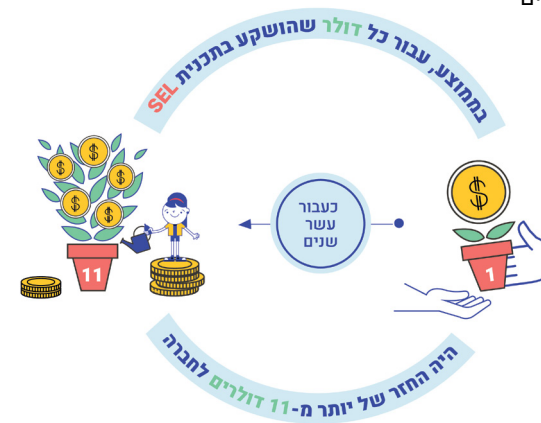 ים
בממוצע, עבור כל דולר שהושקע בתכנית SEL
כעבור
עשר
שנים
1
11
היה החזר של יותר מ-11 דולרים לחברה